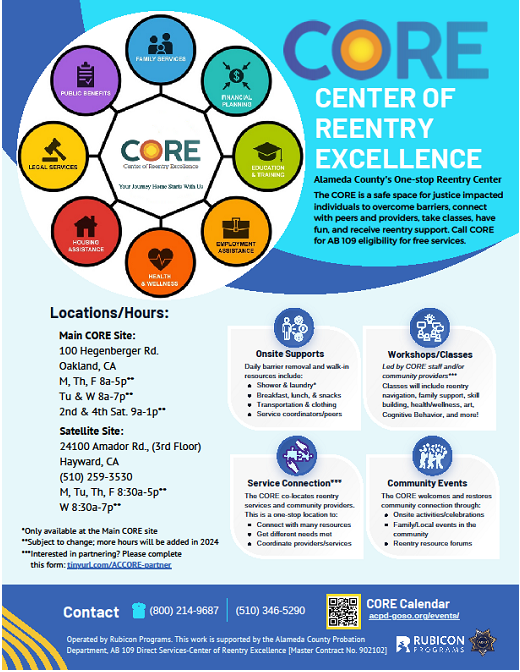 CORE
CENTER OF
REENTRY
EXCELLENCE
Alameda County's One-stop Reentry Center
The CORE is a safe space for justice impacted
individuals to overcome barriers, connect
with peers and providers, take classes, have
fun, and receive reentry support. Call CORE
for AB 109 eligibility for free services.
FAMILY SERVICES
FINANCIAL
PLANNING
EDUCATION
& TRAINING
EMPLOYMENT
ASSISTANCE
HEALTH
& WELLNESS
HOUSING
ASSISTANCE
LEGAL SERVICES
PUBLIC BENEFITS
CORE
Center of Reentry Excellence
Your Journey Home Starts With Us
Locations/Hours:
Main CORE Site:
100 Hegenberger Rd.
Oakland, CA
M, Th, F 8a-5p**
Tu & W 8a-7p**
2nd & 4th Sat. 9a-1p**
Satellite Site:
24100 Amador Rd., (3rd Floor)
Hayward, CA
(510) 259-3530
M, Tu, Th, F 8:30a-5p**
W 8:30a-7p**
*Only available at the Main CORE site
**Subject to change; more hours will be added in 2024
***Interested in partnering? Please complete
this form: tinyurl.com/ACCORE-partner
Onsite Supports
Daily barrier removal and walk-in
resources include:
Shower & laundry*
Breakfast, lunch, & snacks
Transportation & clothing
Service coordinators/peers
Workshops/Classes
Led by CORE staff and/or
community providers***
Classes will include reentry
navigation, family support, skill
building, health/wellness, art,
Cognitive Behavior, and more!
Service Connection***
The CORE co-locates reentry
services and community providers.
This is a one-stop location to:
Connect with many resources
Get different needs met
Coordinate providers/services
Community Events
The CORE welcomes and restores
community connection through:
Onsite activities/celebrations
Family/Local events in the
community
Reentry resource forums
Contact
(800) 214-9687
(510) 346-5290
CORE Calendar
acpd-goso.org/events/
Operated by Rubicon Programs. This work is supported by the Alameda County Probation
Department, AB 109 Direct Services-Center of Reentry Excellence [Master Contract No. 902102]
RUBICON
PROGRAMS